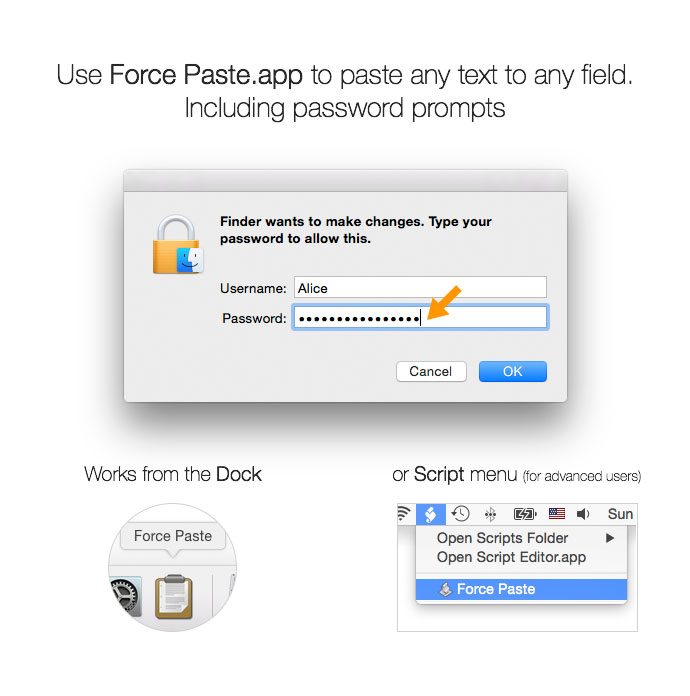 Use Force Paste.app to paste any text to any field.
Including password prompts
Finder wants to make changes. Type your
password to allow this.
Username: Alice
Password: ••••••••••••••••
Cancel OK
Works from the Dock
or Script menu (for advanced users)
Force Paste
Sun
Open Scripts Folder
Open Script Editor.app
Force Paste